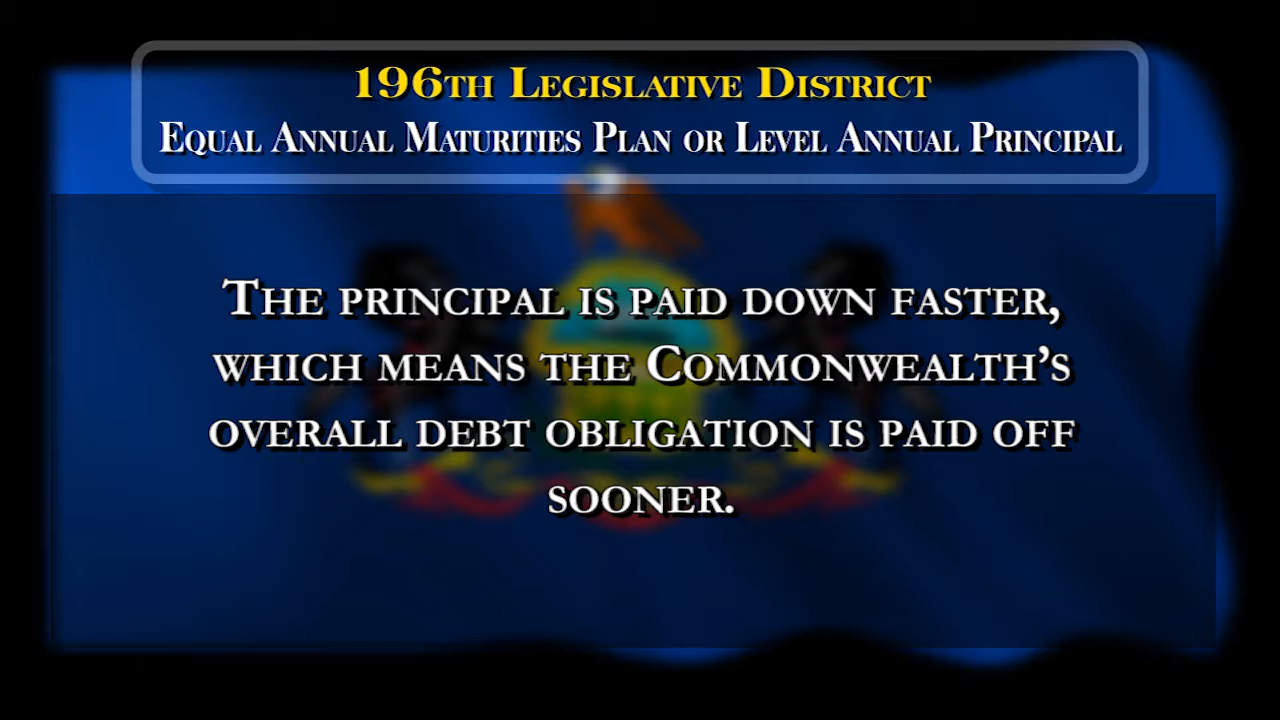 196th Legislative District
Equal Annual Maturities Plan or Level Annual Principal
The principal is paid down faster,
which means the Commonwealth's
overall debt obligation is paid off
sooner.